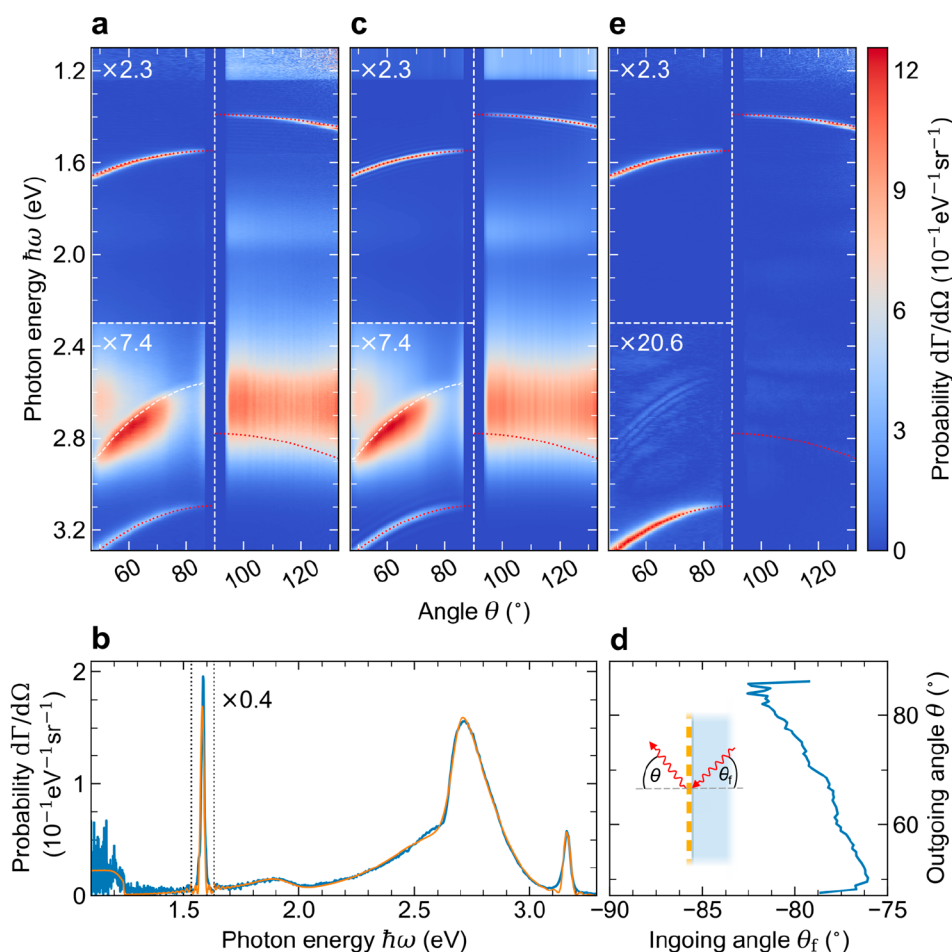 a
c
e
×2.3
×2.3
×2.3
12
1.2
1.6
9
2.0
Photon energy ℏω (eV)
Probability dΓ/dΩ (10⁻¹eV⁻¹sr⁻¹)
6
×7.4
×7.4
×20.6
2.4
3
2.8
3.2
0
60 80 100 120 60 80 100 120 60 80 100 120
Angle θ (°)
b
d
2
×0.4
80
Probability dΓ/dΩ
(10⁻¹eV⁻¹sr⁻¹)
1
θ
θf
Outgoing angle θ (°)
60
0
1.5 2.0 2.5 3.0
−90 −85 −80 −75
Photon energy ℏω (eV)
Ingoing angle θf (°)